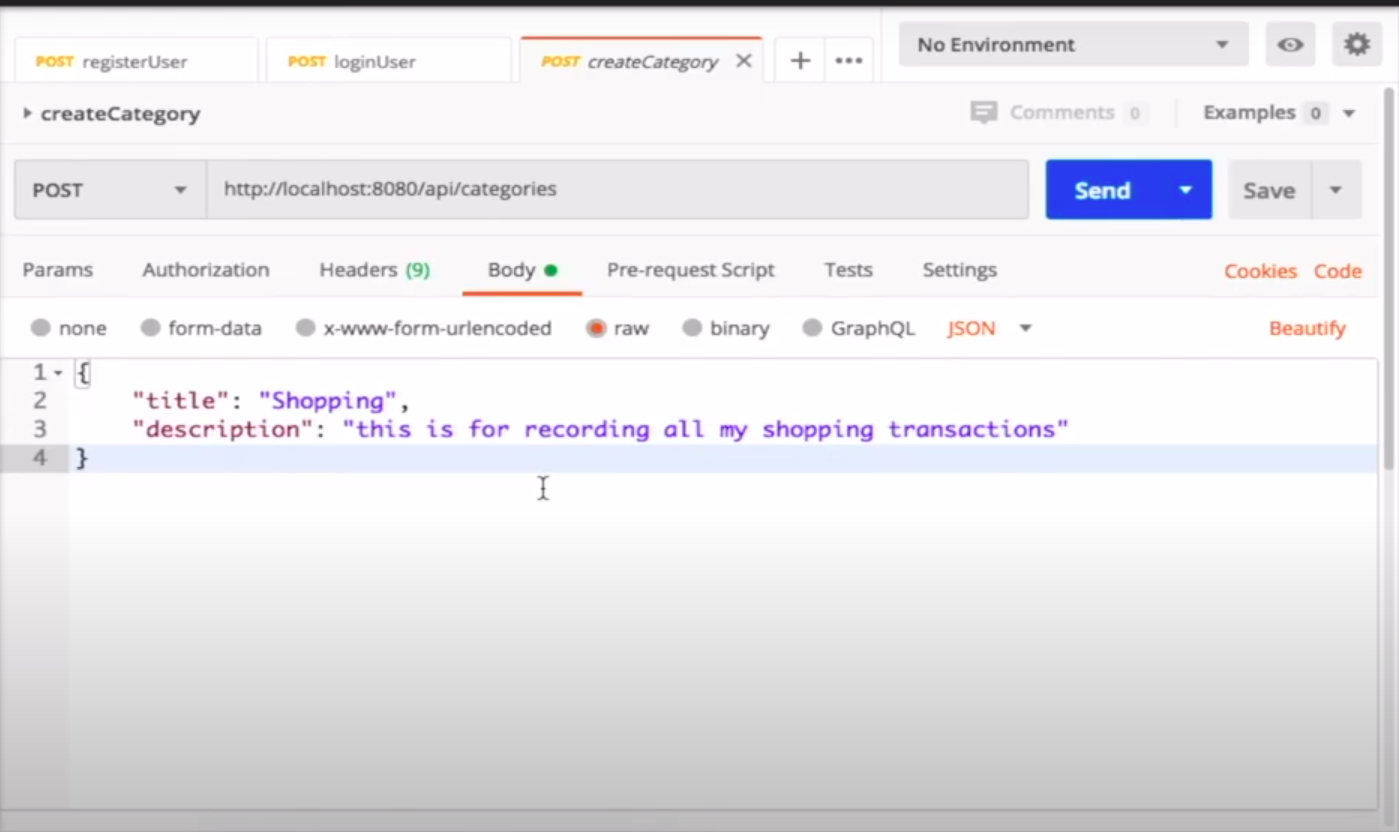 POST registerUser POST loginUser POST createCategory No Environment
createCategory Comments 0 Examples 0
POST http://localhost:8080/api/categories Send Save
Params Authorization Headers (9) Body Pre-request Script Tests Settings Cookies Code
none form-data x-www-form-urlencoded raw binary GraphQL JSON Beautify
1 {
2 "title": "Shopping",
3 "description": "this is for recording all my shopping transactions"
4 }